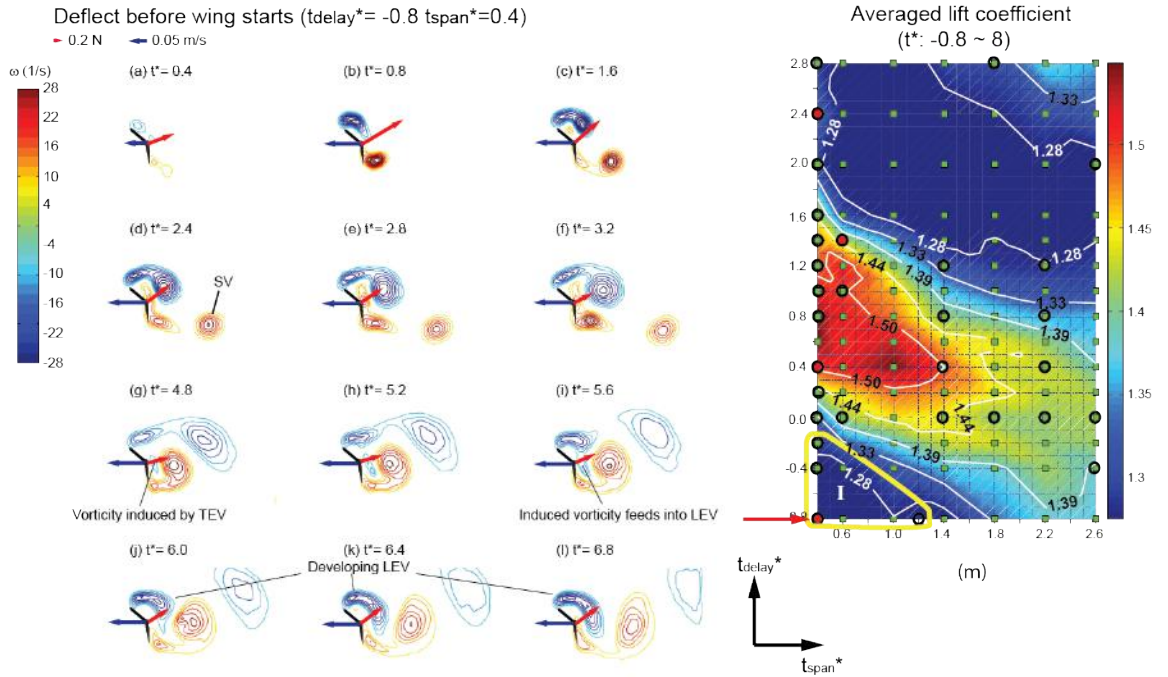 Deflect before wing starts (tdelay*= -0.8 tspan*=0.4)
0.2 N
0.05 m/s
ω (1/s)
28
22
16
10
4
-4
-10
-16
-22
-28
(a) t*= 0.4
(b) t*= 0.8
(c) t*= 1.6
(d) t*= 2.4
(e) t*= 2.8
(f) t*= 3.2
SV
(g) t*= 4.8
(h) t*= 5.2
(i) t*= 5.6
Vorticity induced by TEV
Induced vorticity feeds into LEV
(j) t*= 6.0
(k) t*= 6.4
(l) t*= 6.8
Developing LEV
Averaged lift coefficient
(t*: -0.8 ~ 8)
2.8
2.4
2.0
1.6
1.2
0.8
0.4
0.0
-0.4
0.6
1.0
1.4
1.8
2.2
2.6
1.33
1.28
1.28
1.28
1.28
1.33
1.44
1.39
1.33
1.39
1.50
1.50
1.44
1.44
1.33
1.39
1.28
1.39
I
1.5
1.45
1.4
1.35
1.3
(m)
tdelay*
tspan*